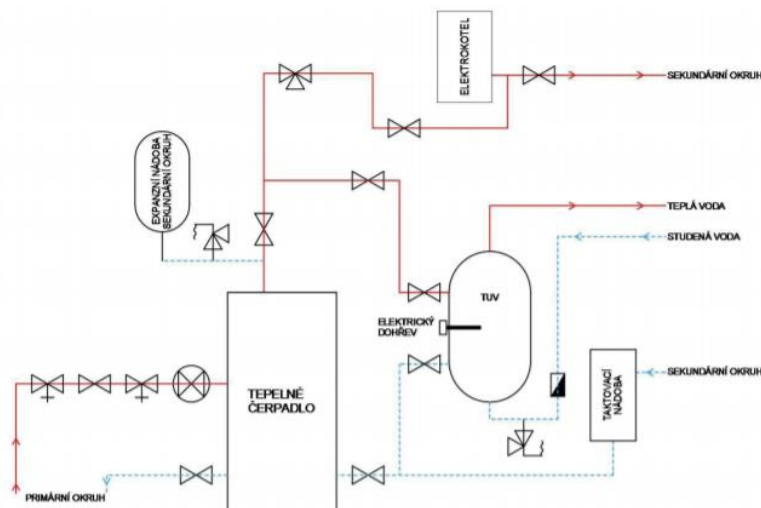 ELEKTROKOTEL
SEKUNDÁRNÍ OKRUH
EXPANZNÍ NÁDOBA
SEKUNDÁRNÍ OKRUH
TEPLÁ VODA
STUDENÁ VODA
TUV
ELEKTRICKÝ
DOHŘEV
TAKTOVACÍ
NÁDOBA
SEKUNDÁRNÍ OKRUH
TEPELNÉ
ČERPADLO
PRIMÁRNÍ OKRUH